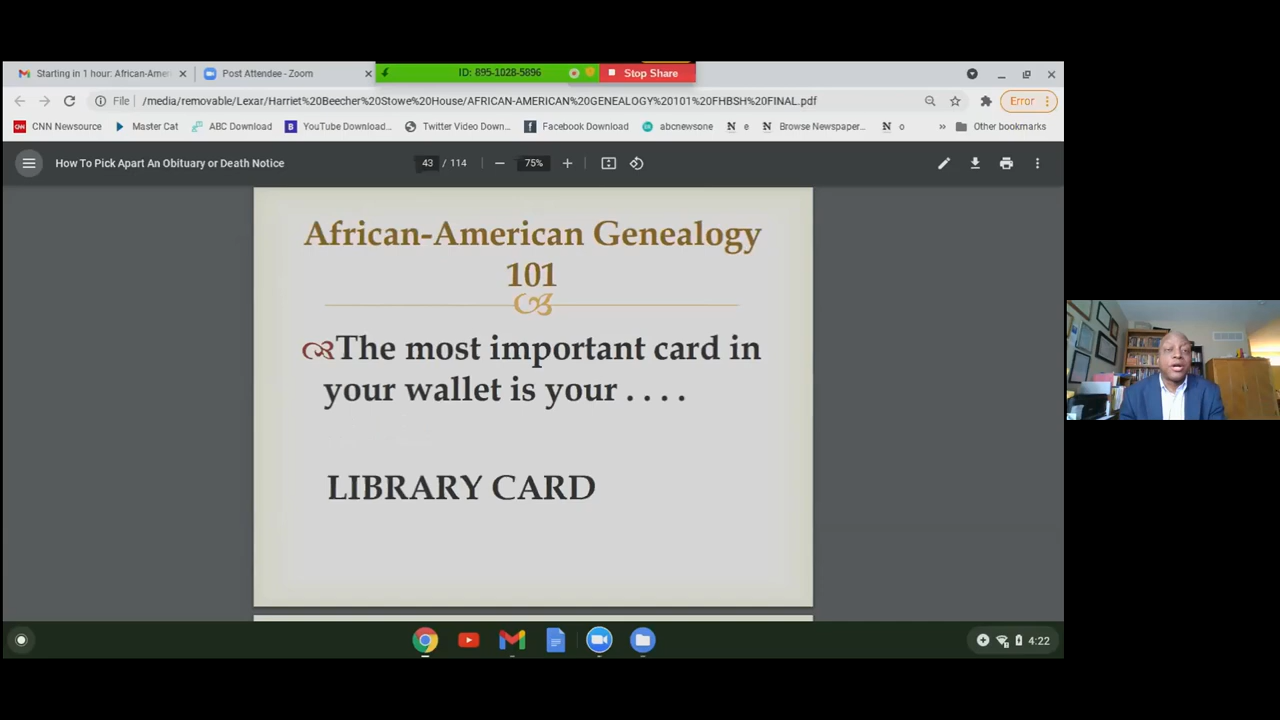 ID: 895-1028-5896
Stop Share
Starting in 1 hour: African-Amer
Post Attendee - Zoom
File
/media/removable/Lexar/Harriet%20Beecher%20Stowe%20House/AFRICAN-AMERICAN%20GENEALOGY%20101%20FHBSH%20FINAL.pdf
Error
CNN Newsource
Master Cat
ABC Download
YouTube Download...
Twitter Video Down...
Facebook Download
abcnewsone
N e
Browse Newspaper...
N o
»
Other bookmarks
How To Pick Apart An Obituary or Death Notice
43 / 114
75%
African-American Genealogy
101
The most important card in
your wallet is your . . . .
LIBRARY CARD
4:22